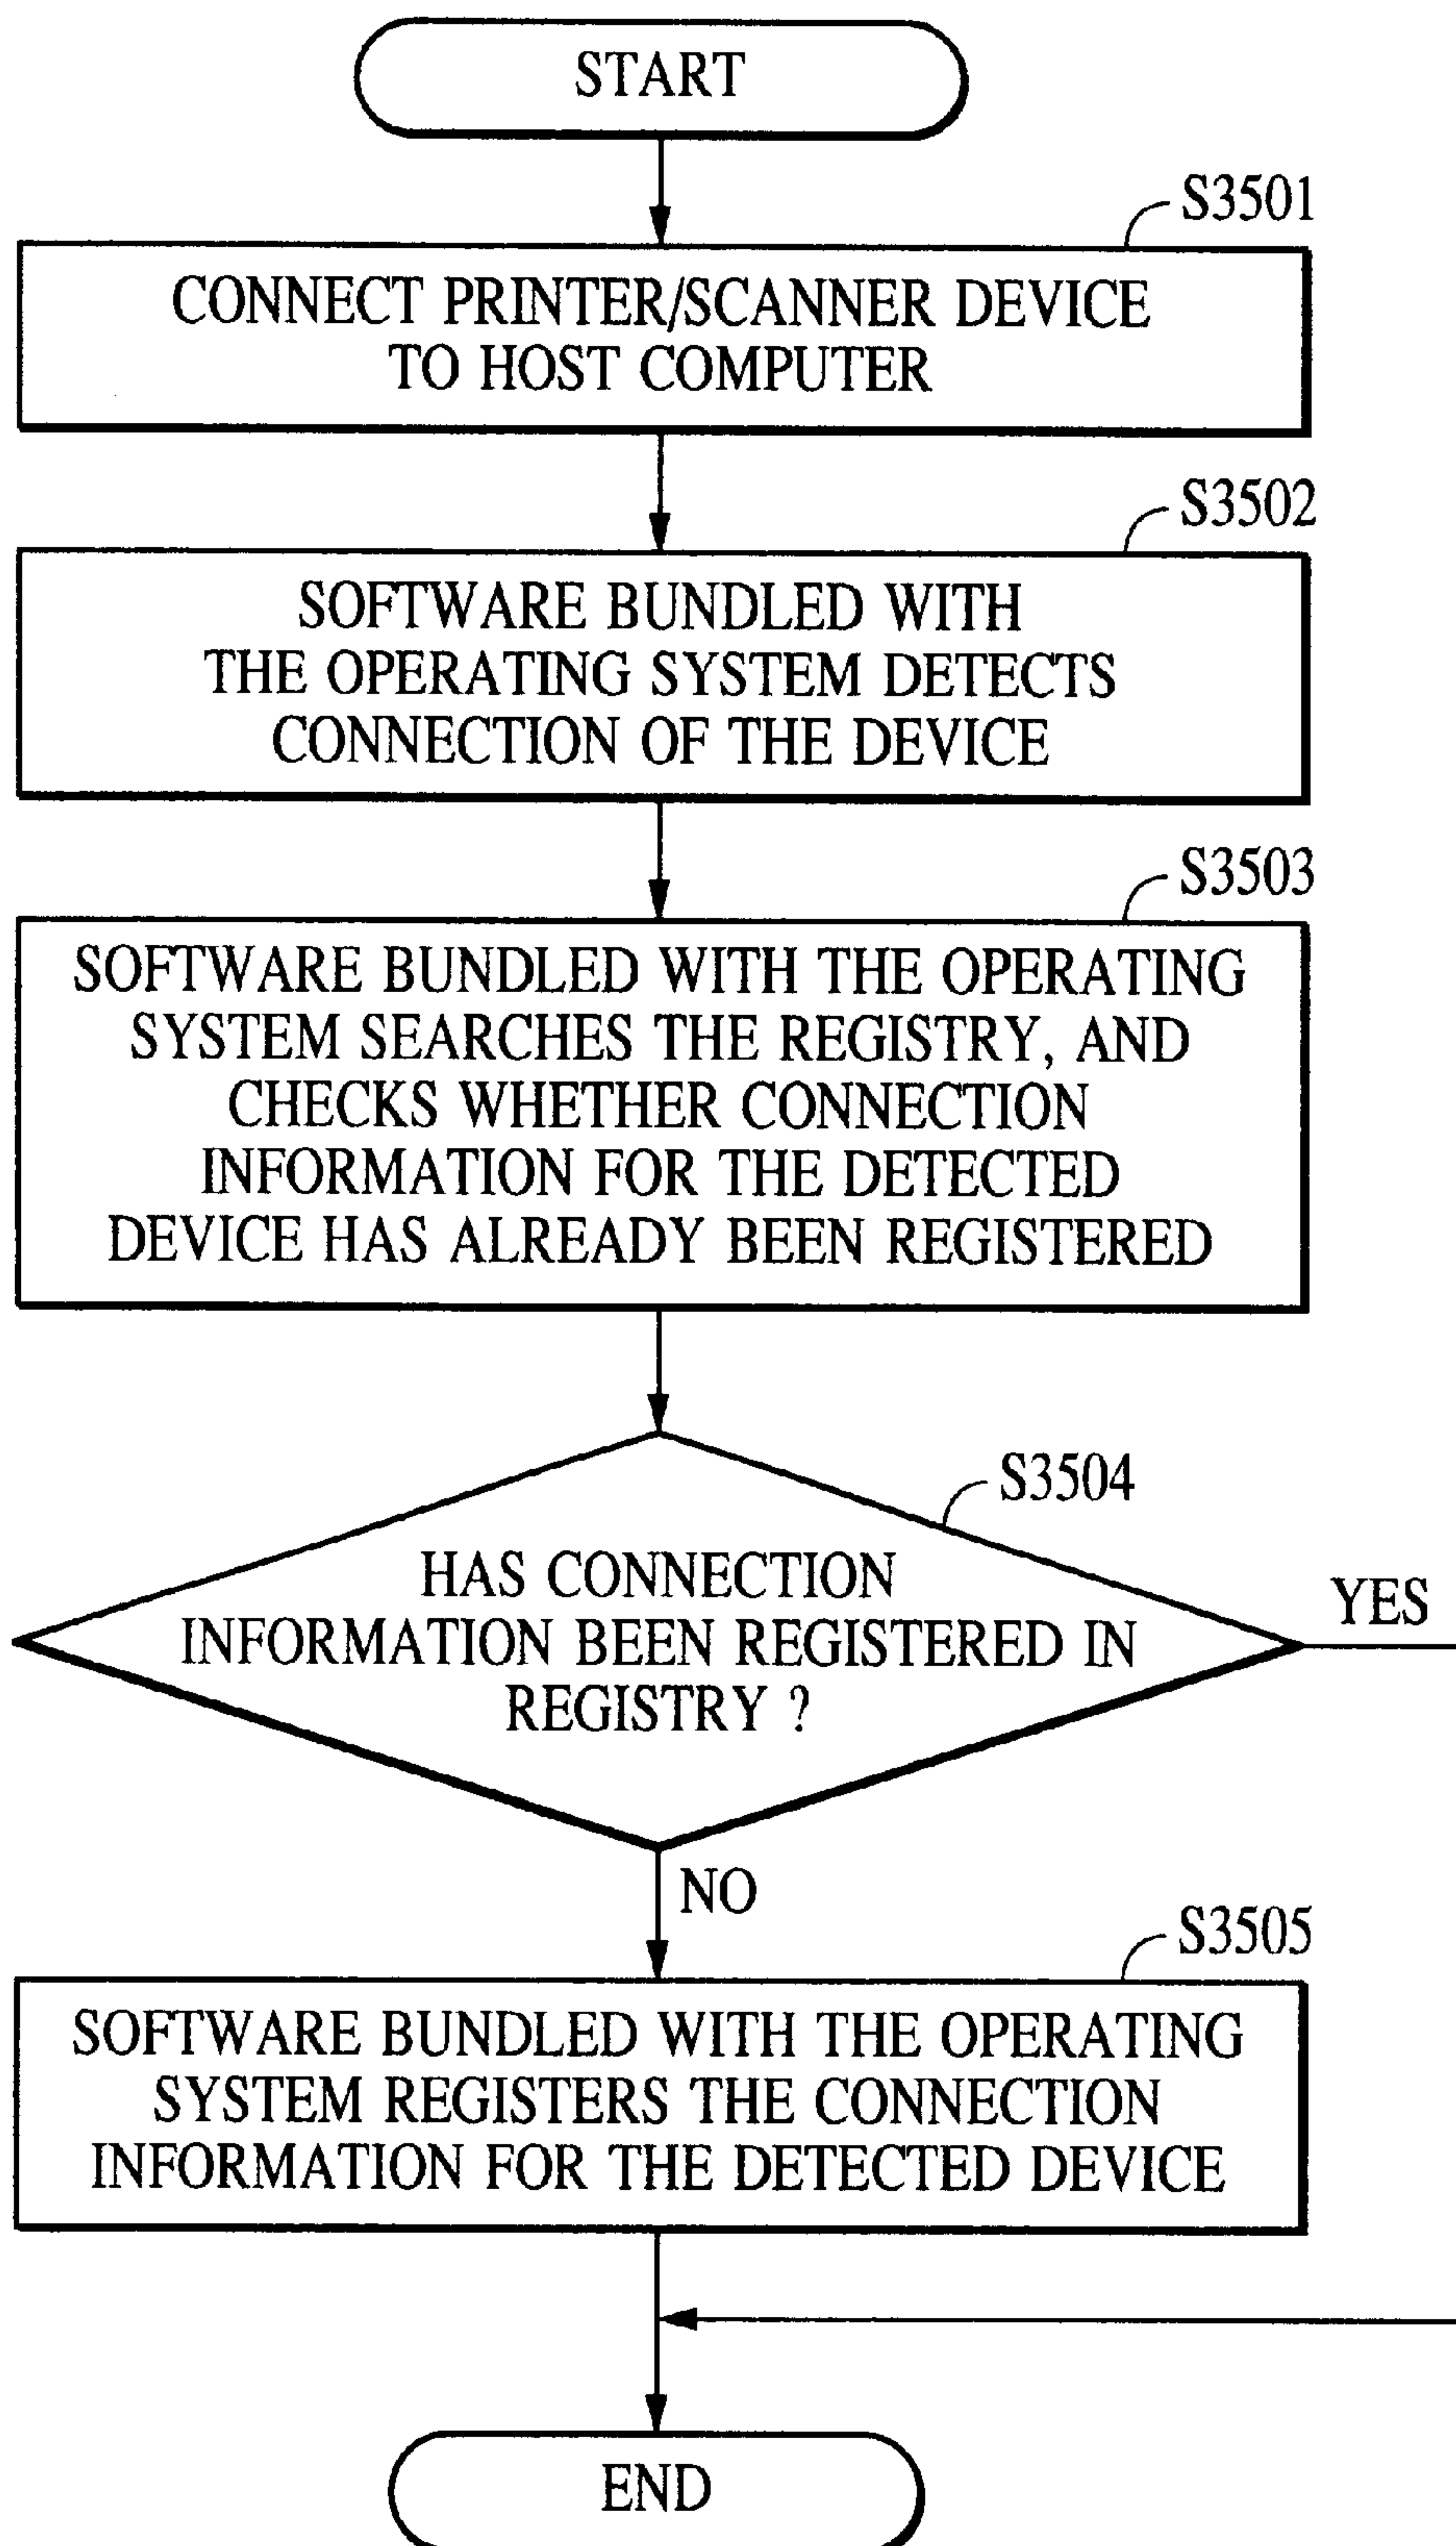 START
S3501
CONNECT PRINTER/SCANNER DEVICE
TO HOST COMPUTER
S3502
SOFTWARE BUNDLED WITH
THE OPERATING SYSTEM DETECTS
CONNECTION OF THE DEVICE
S3503
SOFTWARE BUNDLED WITH THE OPERATING
SYSTEM SEARCHES THE REGISTRY, AND
CHECKS WHETHER CONNECTION
INFORMATION FOR THE DETECTED
DEVICE HAS ALREADY BEEN REGISTERED
S3504
HAS CONNECTION
INFORMATION BEEN REGISTERED IN
REGISTRY ?
YES
NO
S3505
SOFTWARE BUNDLED WITH THE OPERATING
SYSTEM REGISTERS THE CONNECTION
INFORMATION FOR THE DETECTED DEVICE
END